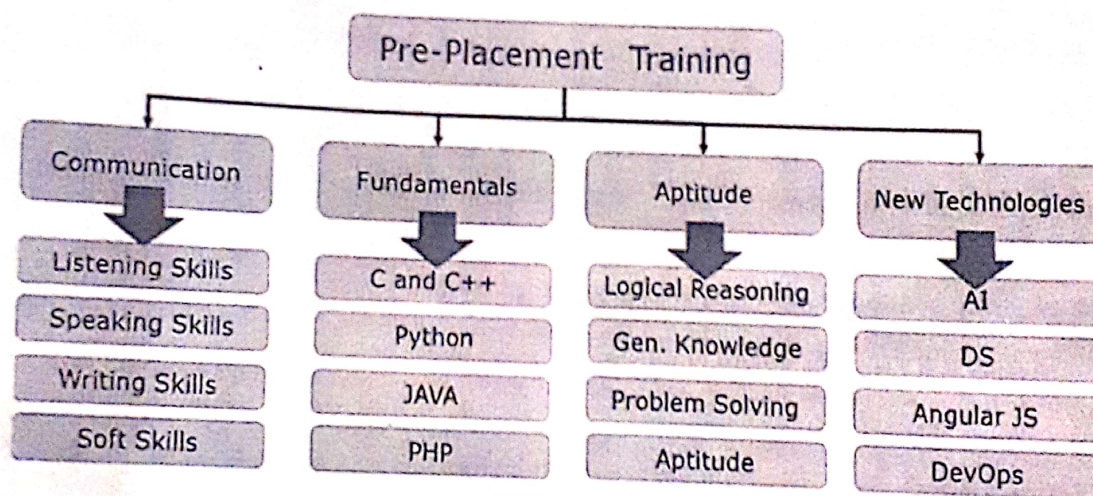 Pre-Placement Training
Communication
Listening Skills
Speaking Skills
Writing Skills
Soft Skills
Fundamentals
C and C++
Python
JAVA
PHP
Aptitude
Logical Reasoning
Gen. Knowledge
Problem Solving
Aptitude
New Technologies
AI
DS
Angular JS
DevOps